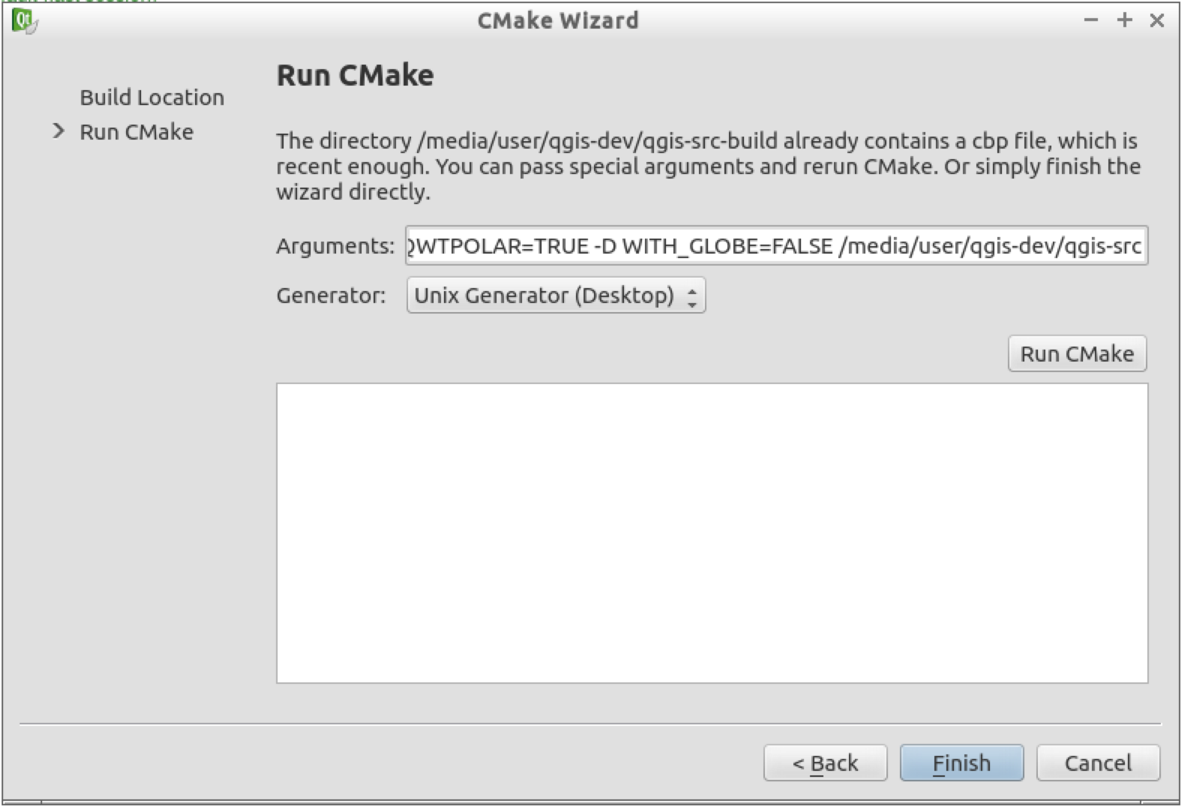 CMake Wizard
Build Location
> Run CMake
Run CMake
The directory /media/user/qgis-dev/qgis-src-build already contains a cbp file, which is
recent enough. You can pass special arguments and rerun CMake. Or simply finish the
wizard directly.
Arguments: QWTPOLAR=TRUE -D WITH_GLOBE=FALSE /media/user/qgis-dev/qgis-src
Generator: Unix Generator (Desktop)
Run CMake
< Back Finish Cancel